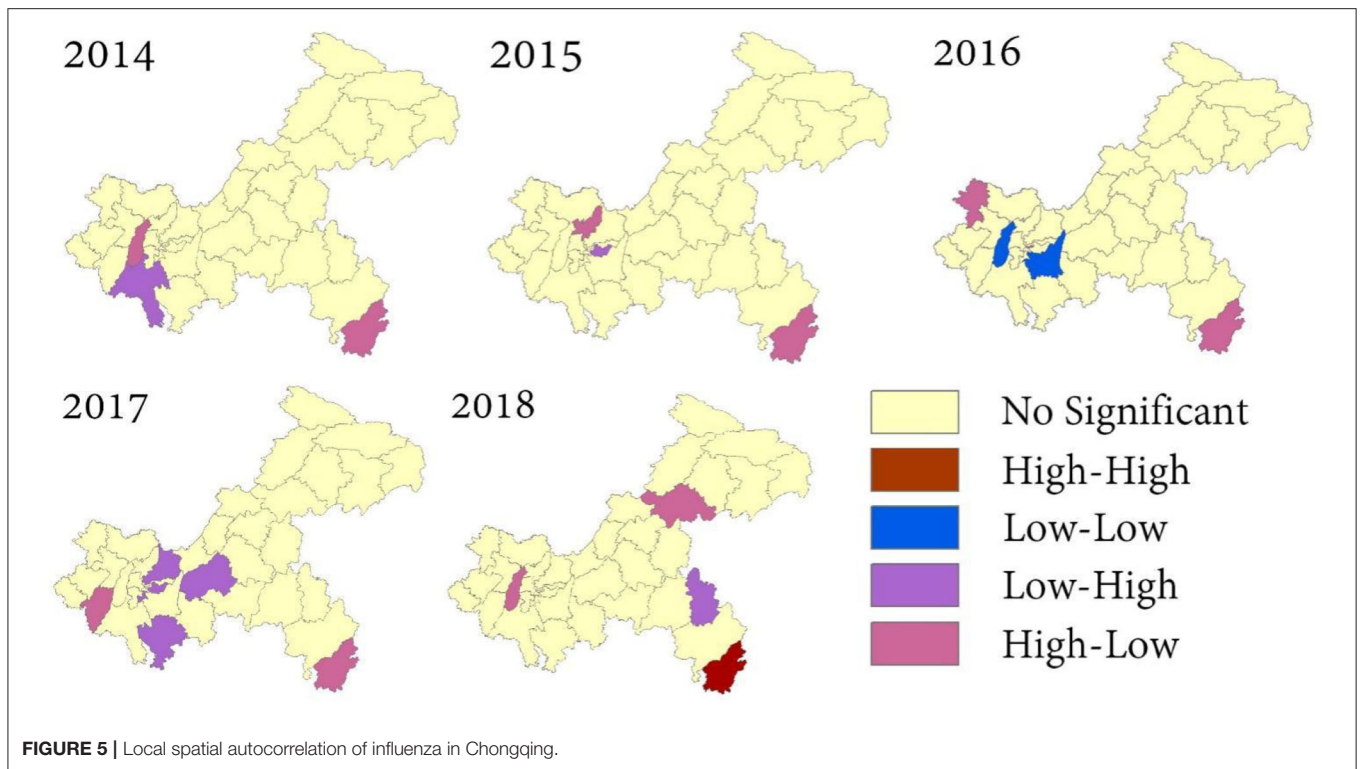 2014
2015
2016
2017
2018
No Significant
High-High
Low-Low
Low-High
High-Low
FIGURE 5 | Local spatial autocorrelation of influenza in Chongqing.